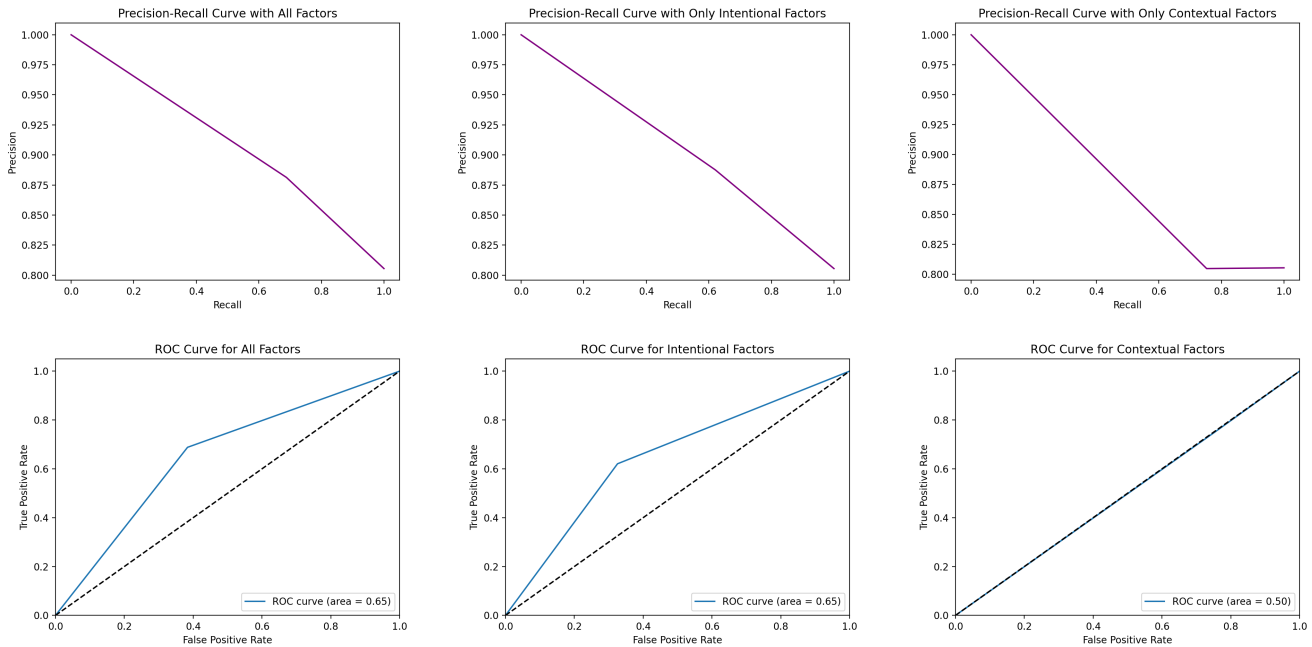 Precision-Recall Curve with All Factors
1.000
0.975
0.950
0.925
0.900
0.875
0.850
0.825
0.800
Precision
0.0 0.2 0.4 0.6 0.8 1.0
Recall
Precision-Recall Curve with Only Intentional Factors
1.000
0.975
0.950
0.925
0.900
0.875
0.850
0.825
0.800
Precision
0.0 0.2 0.4 0.6 0.8 1.0
Recall
Precision-Recall Curve with Only Contextual Factors
1.000
0.975
0.950
0.925
0.900
0.875
0.850
0.825
0.800
Precision
0.0 0.2 0.4 0.6 0.8 1.0
Recall
ROC Curve for All Factors
1.0
0.8
0.6
0.4
0.2
0.0
True Positive Rate
ROC curve (area = 0.65)
0.0 0.2 0.4 0.6 0.8 1.0
False Positive Rate
ROC Curve for Intentional Factors
1.0
0.8
0.6
0.4
0.2
0.0
True Positive Rate
ROC curve (area = 0.65)
0.0 0.2 0.4 0.6 0.8 1.0
False Positive Rate
ROC Curve for Contextual Factors
1.0
0.8
0.6
0.4
0.2
0.0
True Positive Rate
ROC curve (area = 0.50)
0.0 0.2 0.4 0.6 0.8 1.0
False Positive Rate